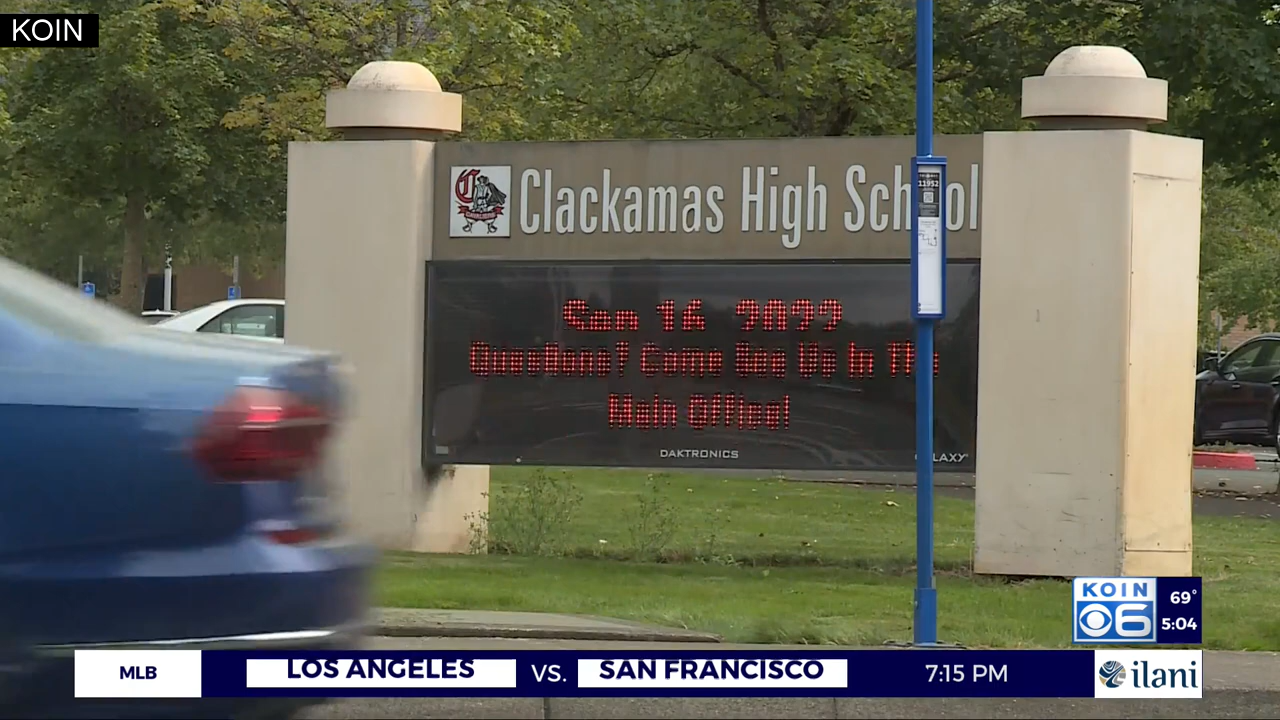 KOIN
Clackamas High School
Sep 16 2022
Questions? Come See Us In The
Main Office!
DAKTRONICS
GALAXY
11952
KOIN
6
69°
5:04
MLB
LOS ANGELES VS. SAN FRANCISCO 7:15 PM
ilani